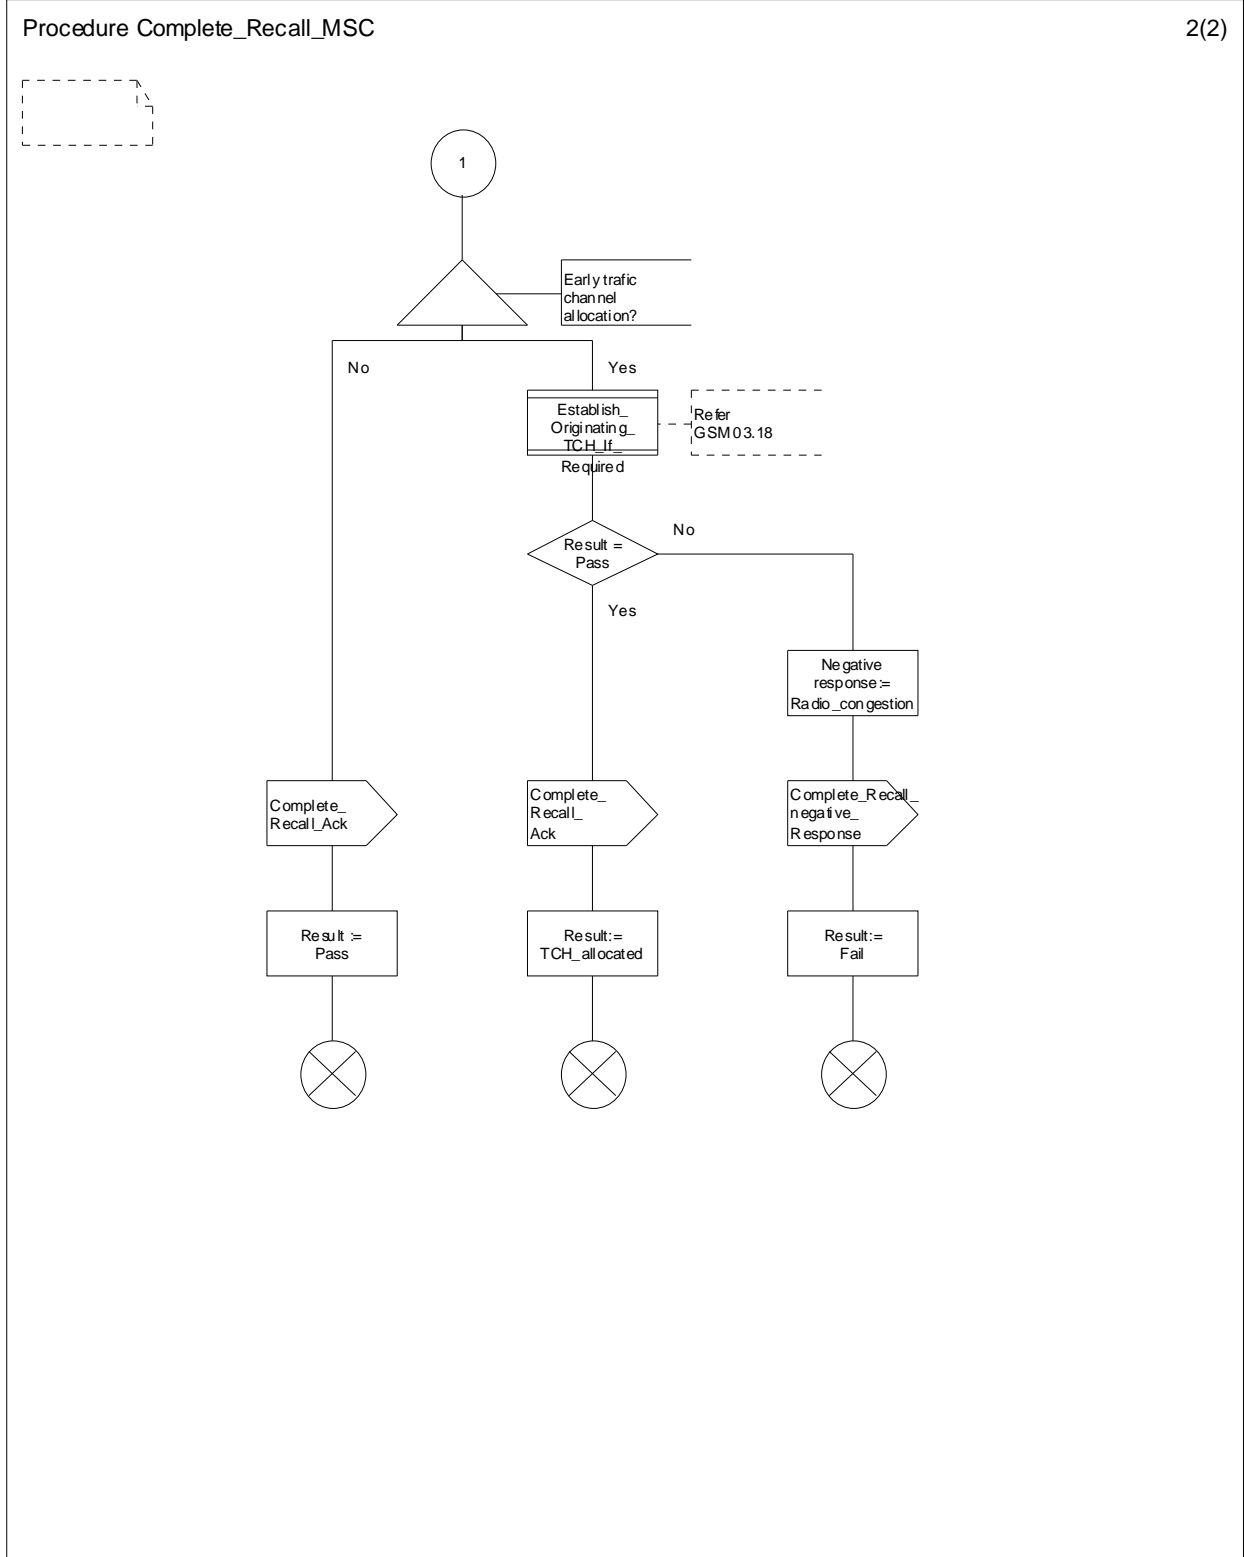 Procedure Complete_Recall_MSC
2(2)
1
Early trafic
channel
allocation?
No
Yes
Establish_
Originating_
TCH_If_
Required
Refer
GSM 03.18
No
Result =
Pass
Yes
Negative
response:=
Radio_congestion
Complete_
Recall_Ack
Complete_
Recall_
Ack
Complete_Recall_
negative_
Response
Result :=
Pass
Result:=
TCH_allocated
Result:=
Fail